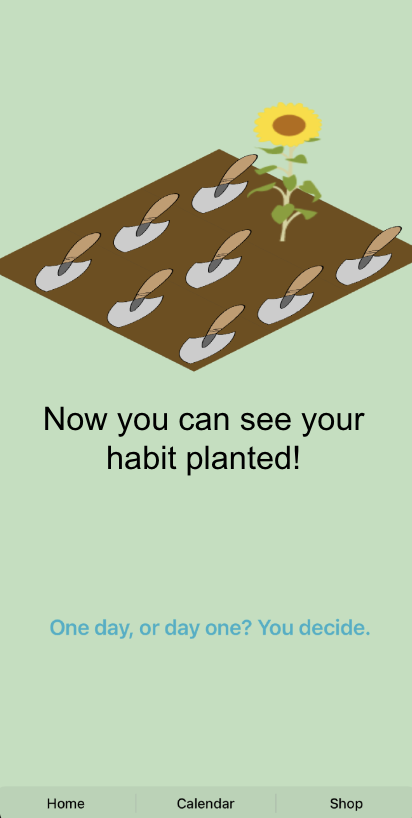 Now you can see your
habit planted!
One day, or day one? You decide.
Home
Calendar
Shop